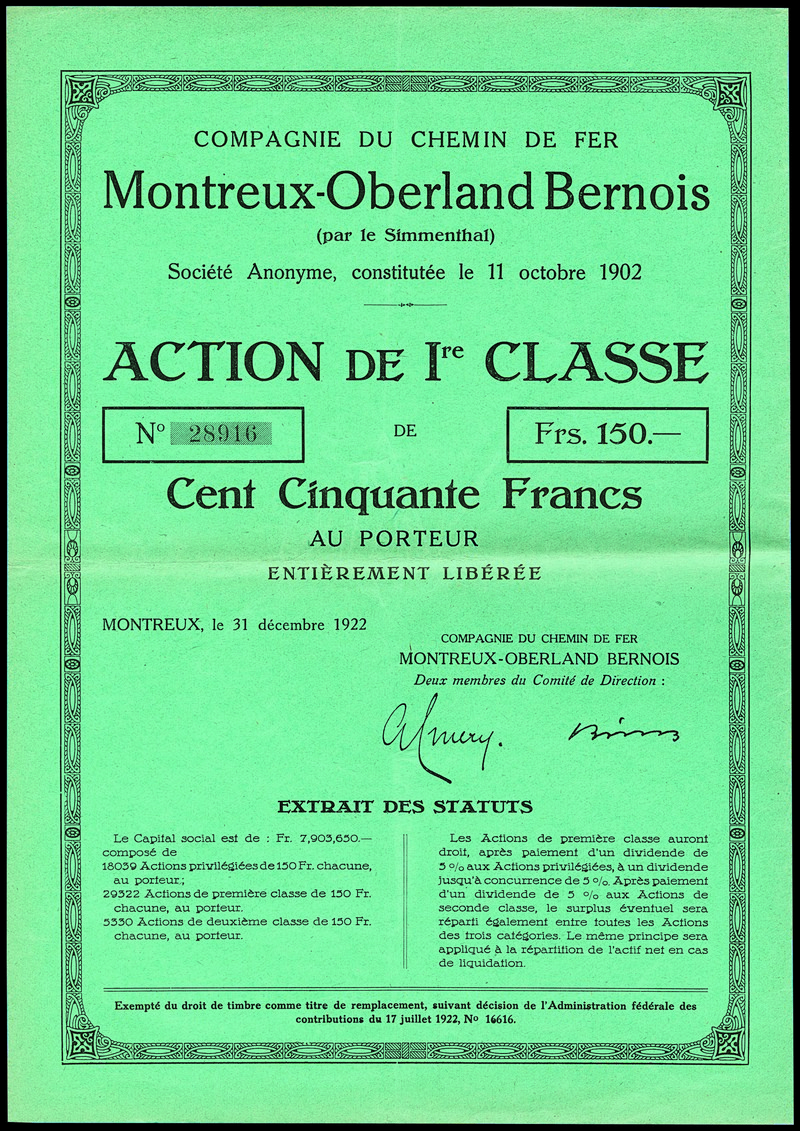 COMPAGNIE DU CHEMIN DE FER
Montreux-Oberland Bernois
(par le Simmenthal)
Société Anonyme, constitutée le 11 octobre 1902
ACTION DE Ire CLASSE
No 28916
DE
Frs. 150.—
Cent Cinquante Francs
AU PORTEUR
ENTIÈREMENT LIBÉRÉE
MONTREUX, le 31 décembre 1922
COMPAGNIE DU CHEMIN DE FER
MONTREUX-OBERLAND BERNOIS
Deux membres du Comité de Direction :
EXTRAIT DES STATUTS
Le Capital social est de : Fr. 7,903,650.—
composé de
18039 Actions privilégiées de 150 Fr. chacune,
au porteur.;
29322 Actions de première classe de 150 Fr.
chacune, au porteur.
5330 Actions de deuxième classe de 150 Fr.
chacune, au porteur.
Les Actions de première classe auront
droit, après paiement d'un dividende de
5 % aux Actions privilégiées, à un dividende
jusqu'à concurrence de 5 %. Après paiement
d'un dividende de 5 % aux Actions de
seconde classe, le surplus éventuel sera
réparti également entre toutes les Actions
des trois catégories. Le même principe sera
appliqué à la répartition de l'actif net en cas
de liquidation.
Exempté du droit de timbre comme titre de remplacement, suivant décision de l'Administration fédérale des
contributions du 17 juillet 1922, No 16616.